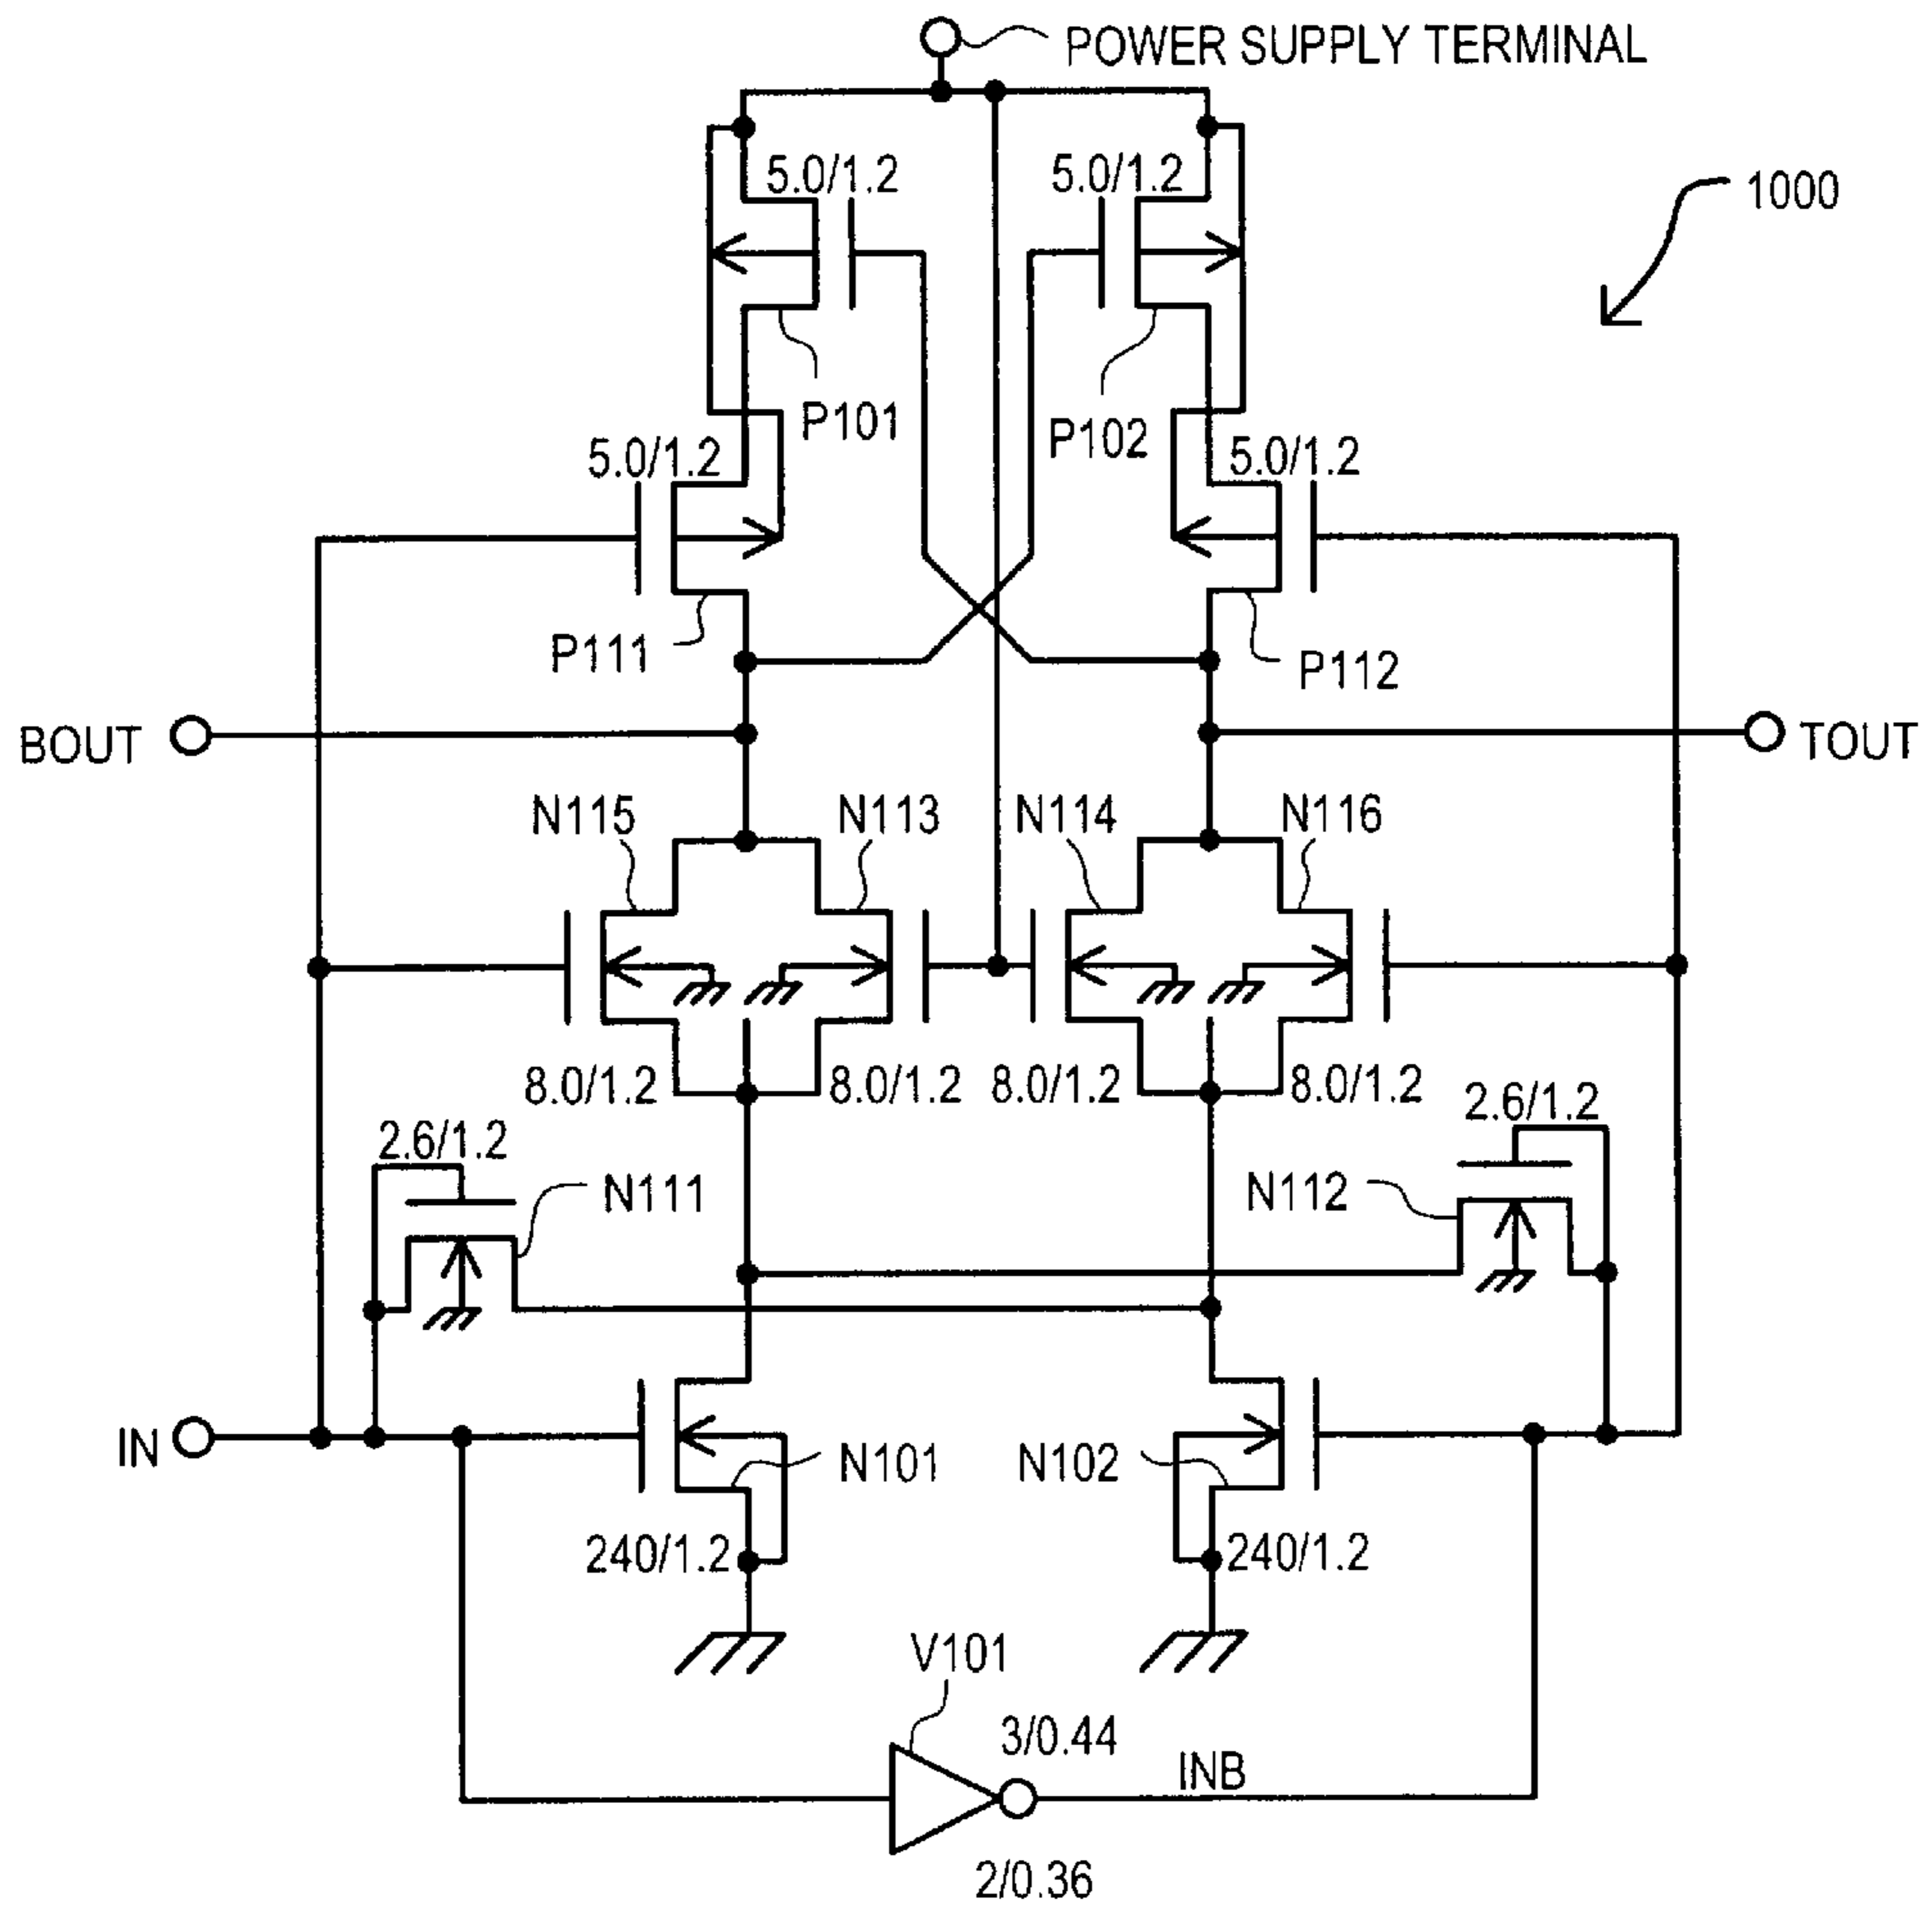 POWER SUPPLY TERMINAL
5.0/1.2
5.0/1.2
1000
P101
P102
5.0/1.2
5.0/1.2
P111
P112
BOUT
TOUT
N115
N113
N114
N116
8.0/1.2
8.0/1.2
8.0/1.2
8.0/1.2
2.6/1.2
2.6/1.2
N111
N112
IN
N101
N102
240/1.2
240/1.2
V101
3/0.44
INB
2/0.36